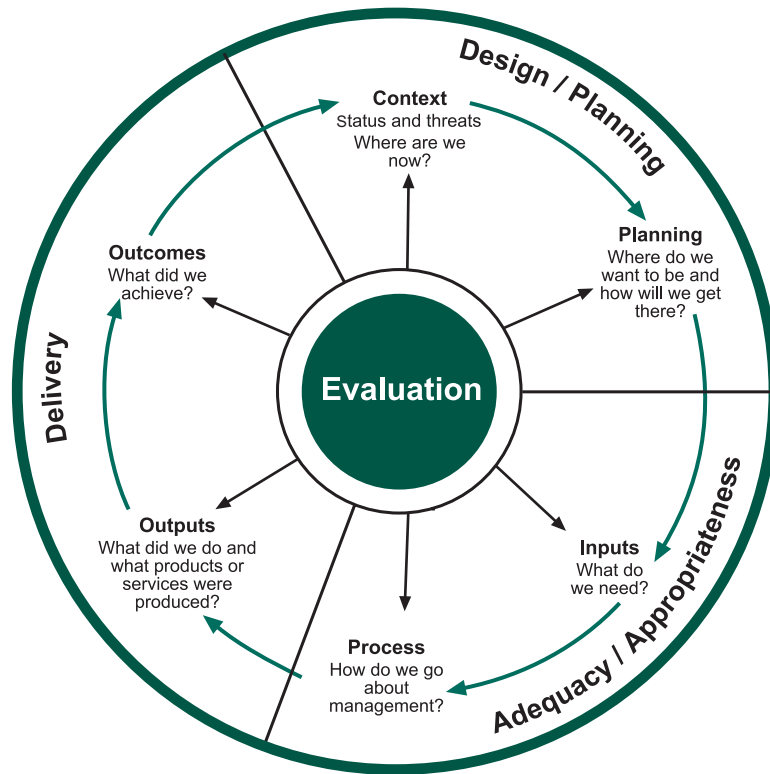 Design / Planning
Context
Status and threats
Where are we
now?
Planning
Where do we
want to be and
how will we get
there?
Outcomes
What did we
achieve?
Delivery
Evaluation
Adequacy / Appropriateness
Inputs
What do
we need?
Outputs
What did we do and
what products or
services were
produced?
Process
How do we go
about
management?